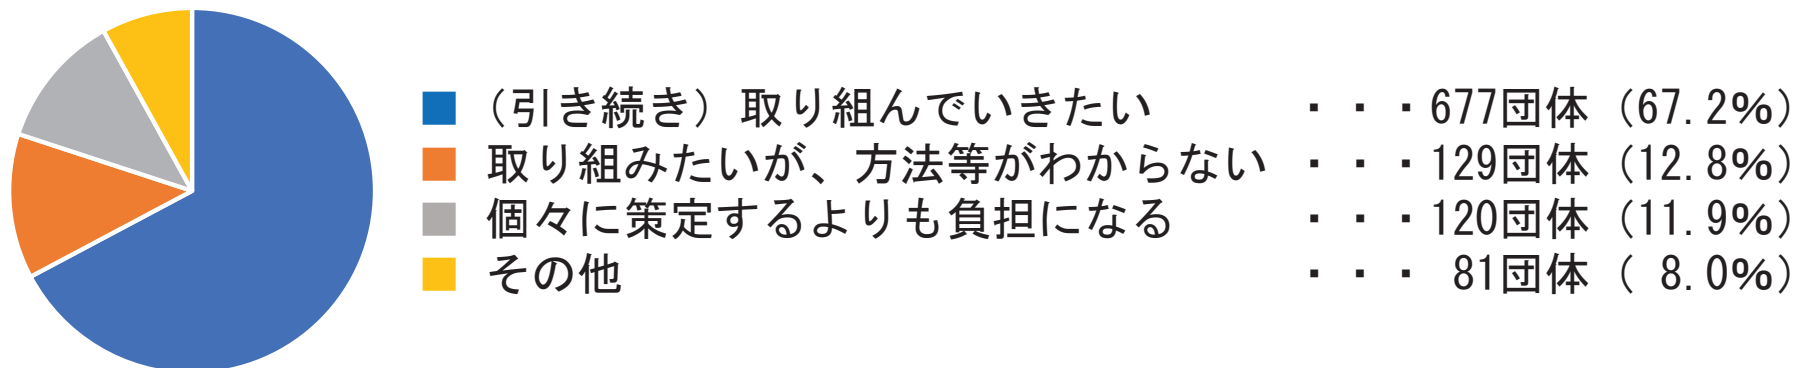 （引き続き）取り組んでいきたい ・・・677団体（67.2%）
取り組みたいが、方法等がわからない ・・・129団体（12.8%）
個々に策定するよりも負担になる ・・・120団体（11.9%）
その他 ・・・ 81団体（ 8.0%）